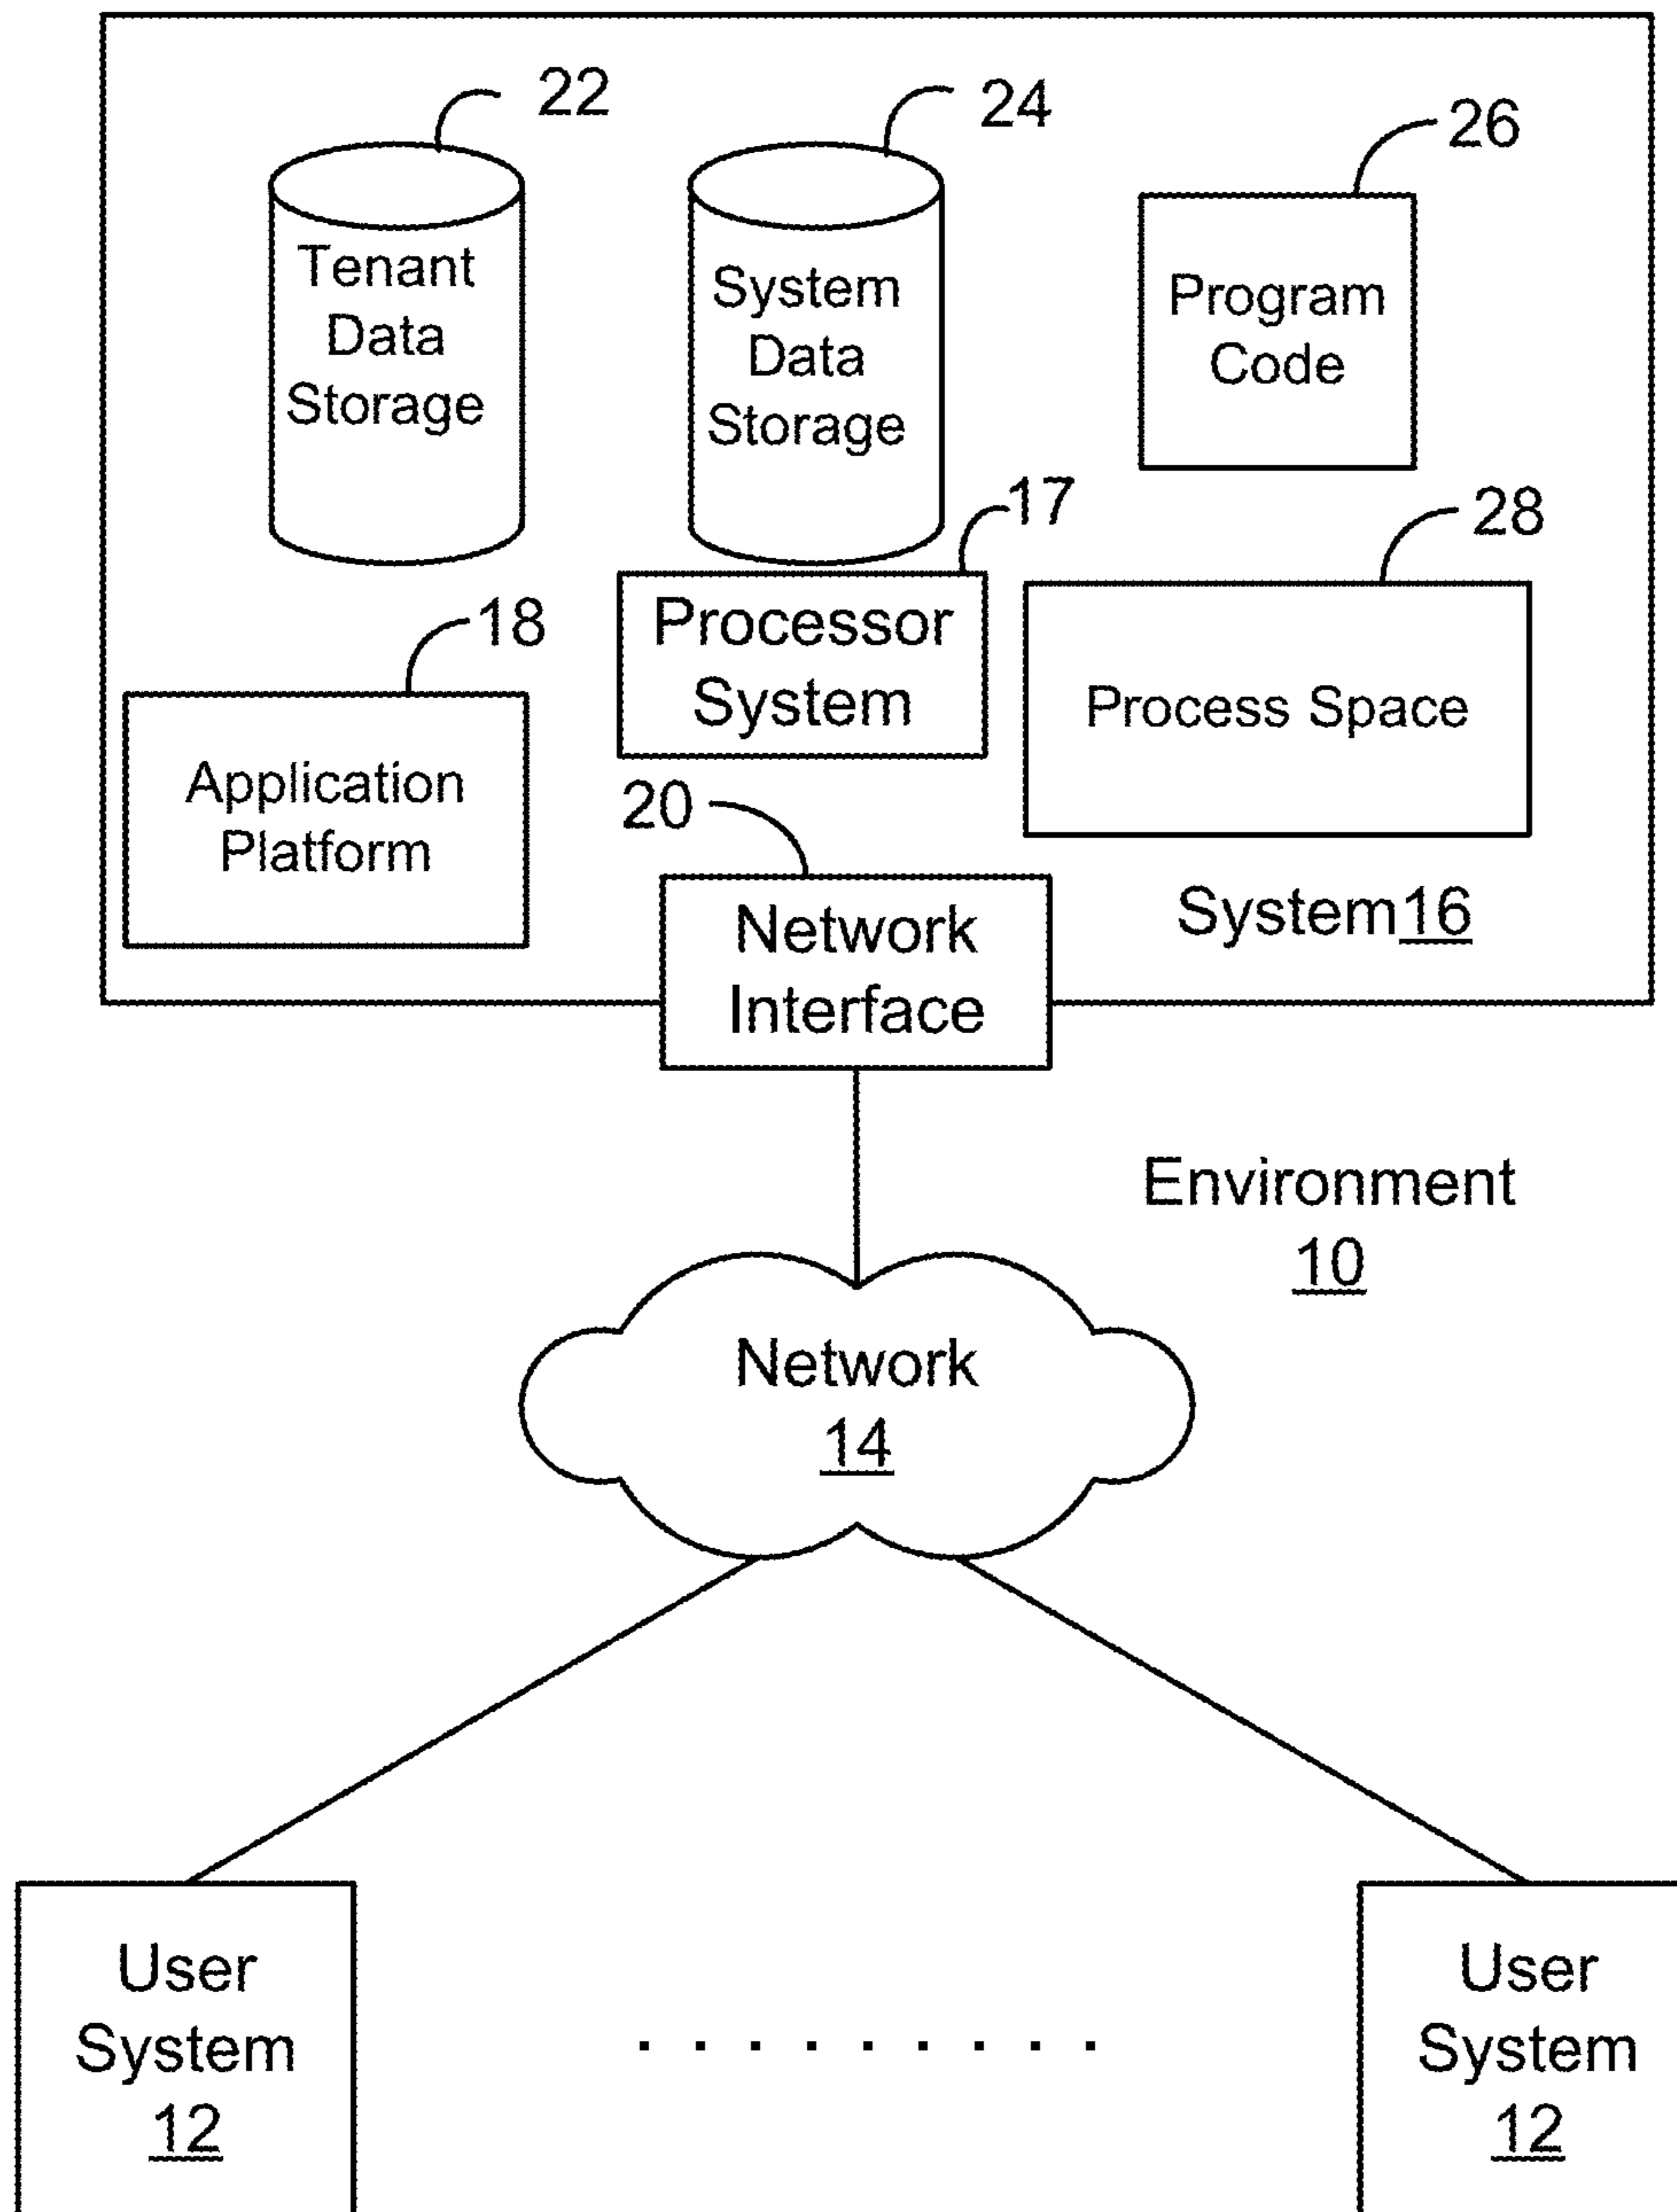 22
24
26
Tenant
Data
Storage
System
Data
Storage
Program
Code
17
28
18
Processor
System
Process Space
Application
Platform
20
Network
Interface
System16
Environment
10
Network
14
User
System
12
. . . . . . . . .
User
System
12